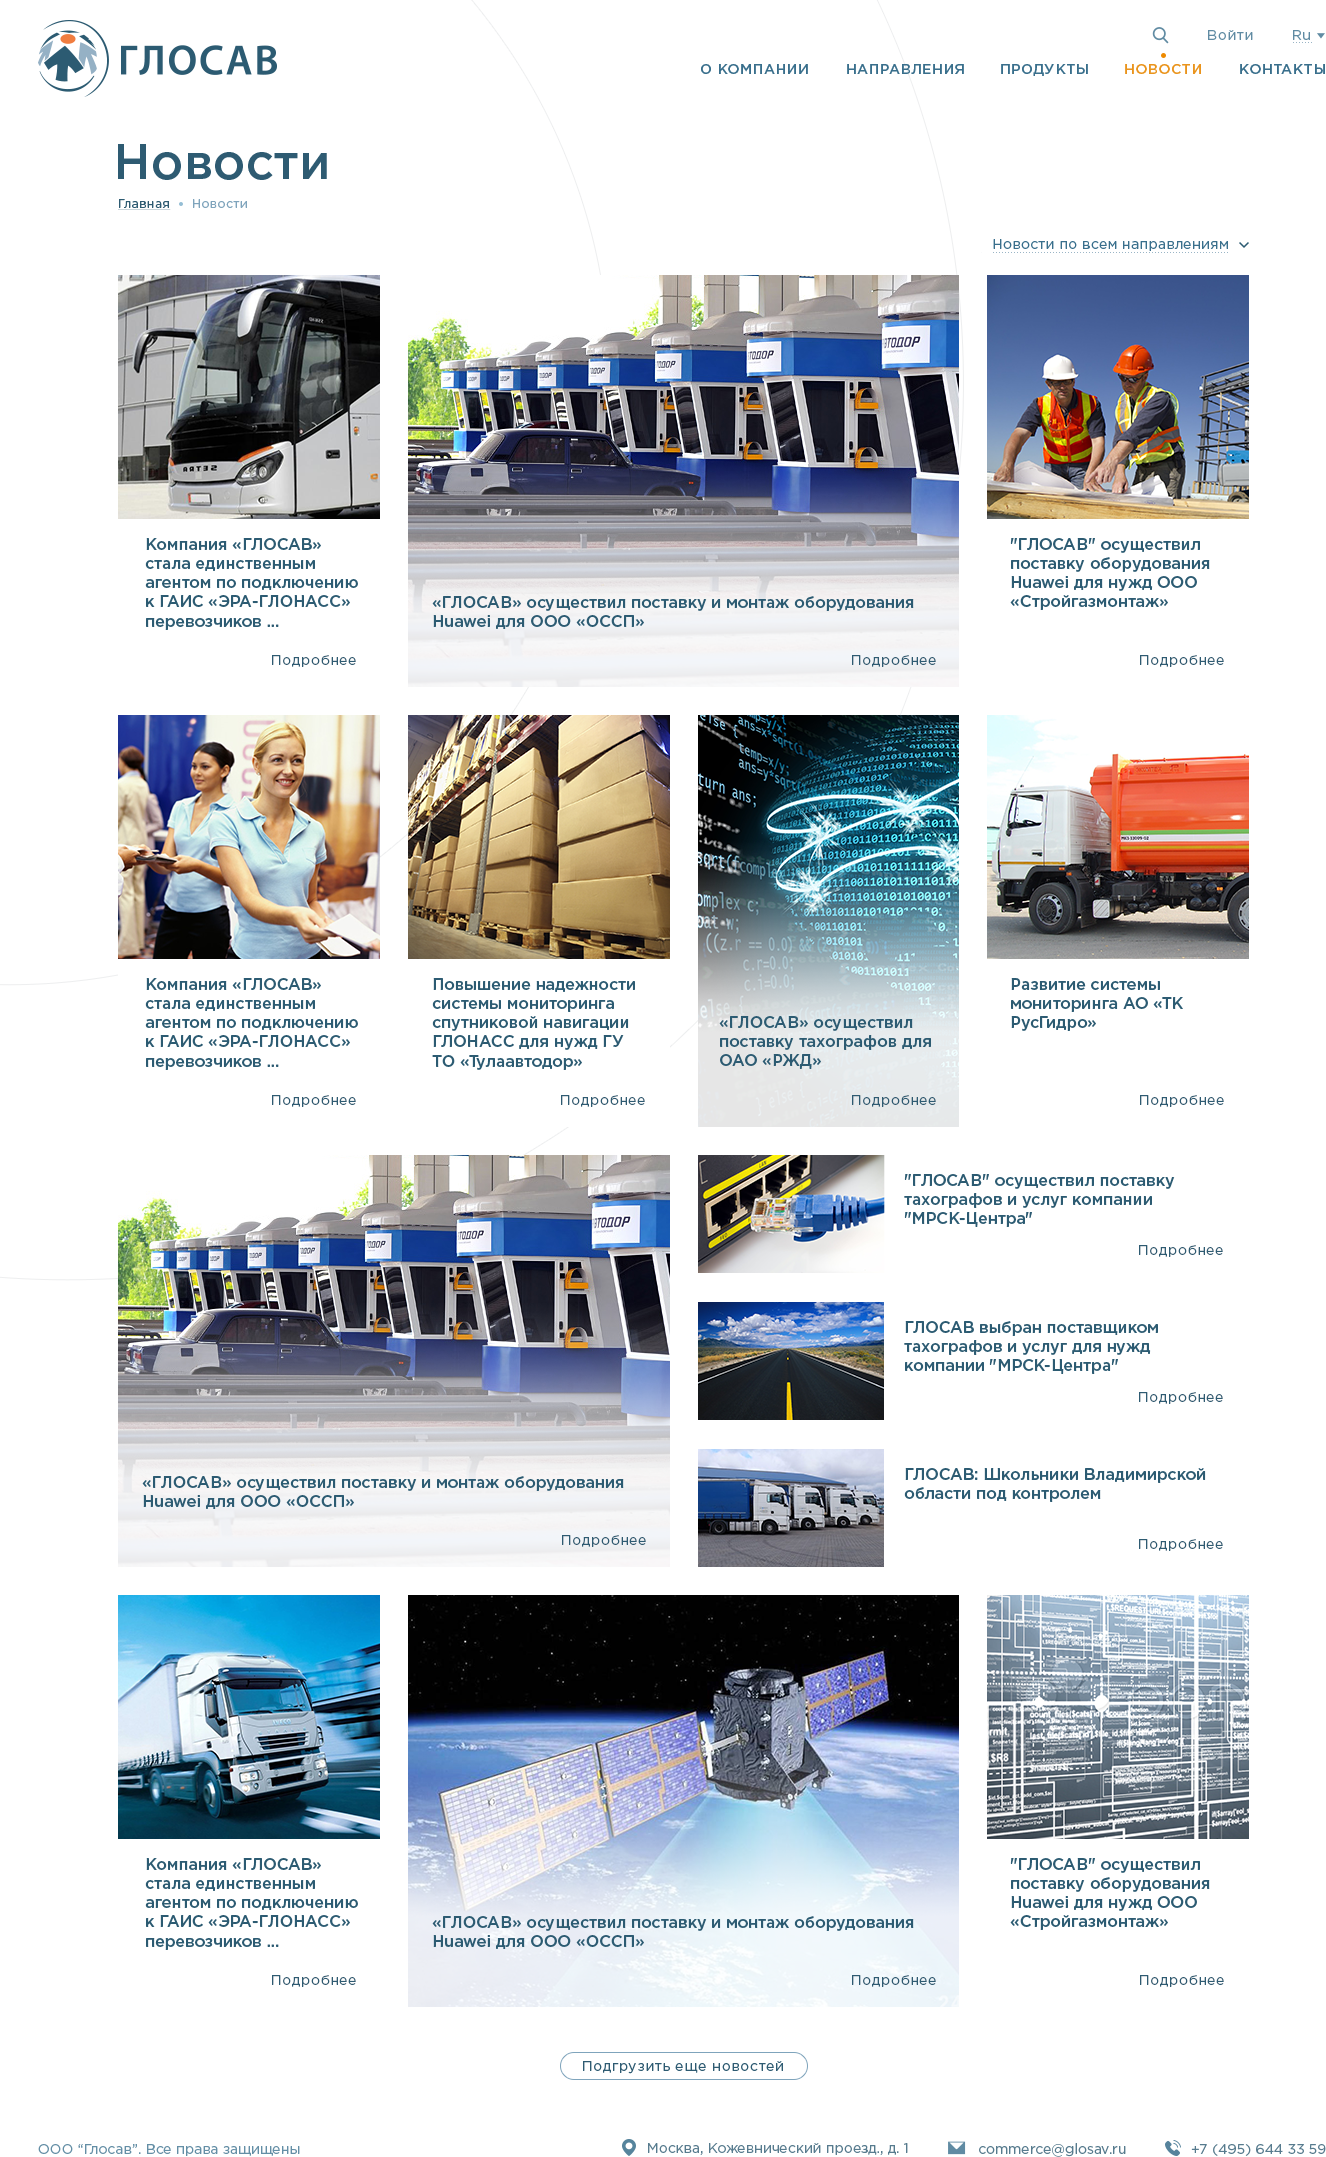 ГЛОСАВ
Войти
Ru
О КОМПАНИИ
НАПРАВЛЕНИЯ
ПРОДУКТЫ
НОВОСТИ
КОНТАКТЫ
Новости
Главная • Новости
Новости по всем направлениям
SETRA
АВТОДОР
Компания «ГЛОСАВ»
стала единственным
агентом по подключению
к ГАИС «ЭРА-ГЛОНАСС»
перевозчиков ...
Подробнее
«ГЛОСАВ» осуществил поставку и монтаж оборудования
Huawei для ООО «ОССП»
Подробнее
"ГЛОСАВ" осуществил
поставку оборудования
Huawei для нужд ООО
«Стройгазмонтаж»
Подробнее
Компания «ГЛОСАВ»
стала единственным
агентом по подключению
к ГАИС «ЭРА-ГЛОНАСС»
перевозчиков ...
Подробнее
Повышение надежности
системы мониторинга
спутниковой навигации
ГЛОНАСС для нужд ГУ
ТО «Тулаавтодор»
Подробнее
«ГЛОСАВ» осуществил
поставку тахографов для
ОАО «РЖД»
Подробнее
Развитие системы
мониторинга АО «ТК
РусГидро»
Подробнее
«ГЛОСАВ» осуществил поставку и монтаж оборудования
Huawei для ООО «ОССП»
Подробнее
"ГЛОСАВ" осуществил поставку
тахографов и услуг компании
"МРСК-Центра"
Подробнее
ГЛОСАВ выбран поставщиком
тахографов и услуг для нужд
компании "МРСК-Центра"
Подробнее
ГЛОСАВ: Школьники Владимирской
области под контролем
Подробнее
Компания «ГЛОСАВ»
стала единственным
агентом по подключению
к ГАИС «ЭРА-ГЛОНАСС»
перевозчиков ...
Подробнее
«ГЛОСАВ» осуществил поставку и монтаж оборудования
Huawei для ООО «ОССП»
Подробнее
"ГЛОСАВ" осуществил
поставку оборудования
Huawei для нужд ООО
«Стройгазмонтаж»
Подробнее
Подгрузить еще новостей
ООО “Глосав”. Все права защищены
Москва, Кожевнический проезд., д. 1
commerce@glosav.ru
+7 (495) 644 33 59